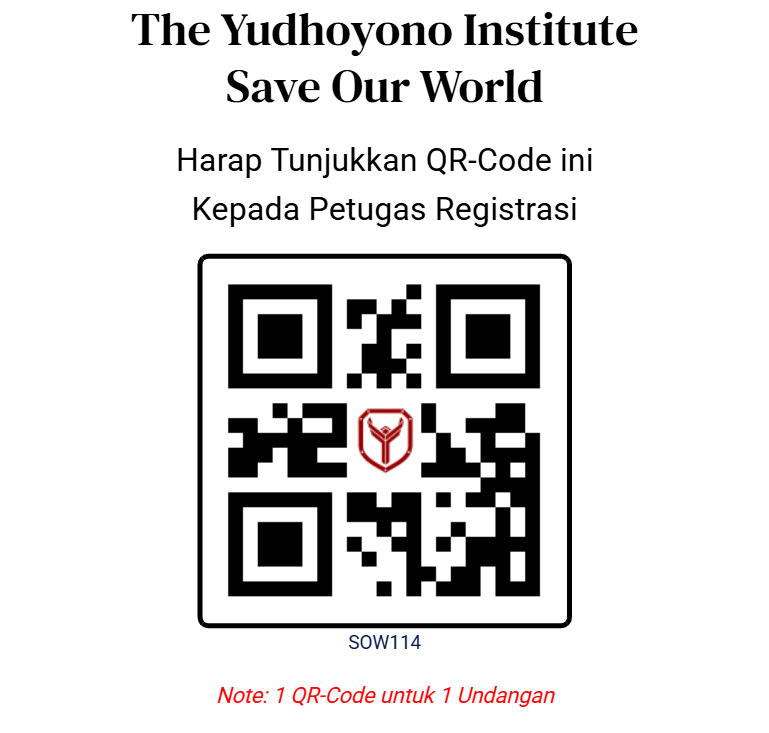 The Yudhoyono Institute
Save Our World
Harap Tunjukkan QR-Code ini
Kepada Petugas Registrasi
SOW114
Note: 1 QR-Code untuk 1 Undangan